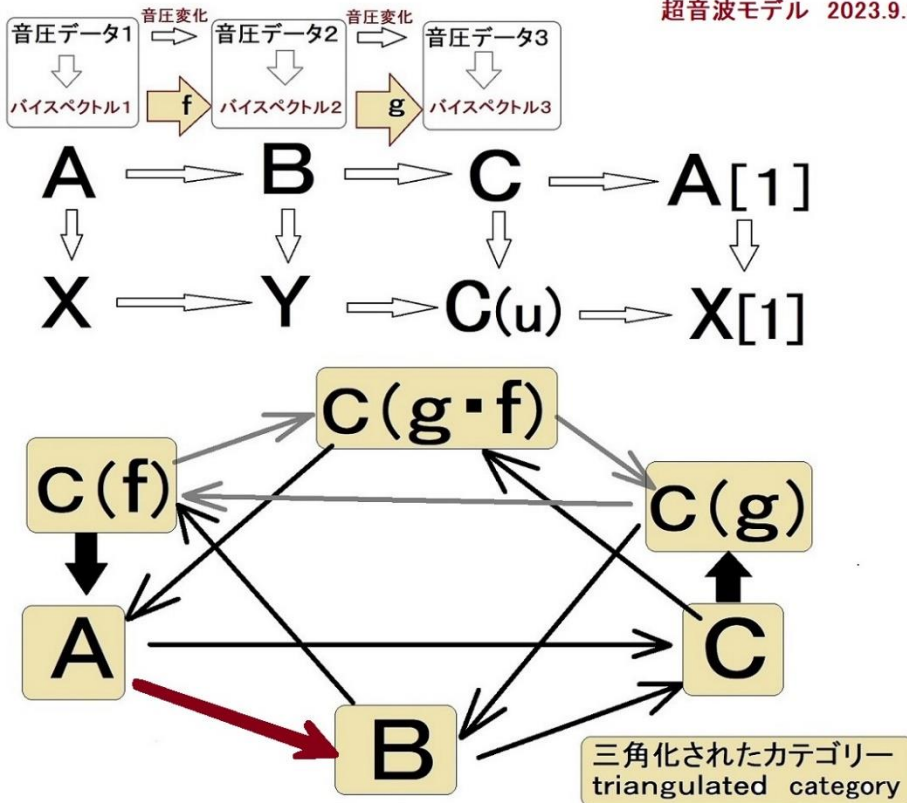 超音波モデル 2023.9.
音圧データ1 音圧変化 音圧データ2 音圧変化 音圧データ3
バイスペクトル1 f バイスペクトル2 g バイスペクトル3
A B C A[1]
X Y C(u) X[1]
C(g▪f)
C(f) C(g)
A C
B
三角化されたカテゴリー
triangulated category